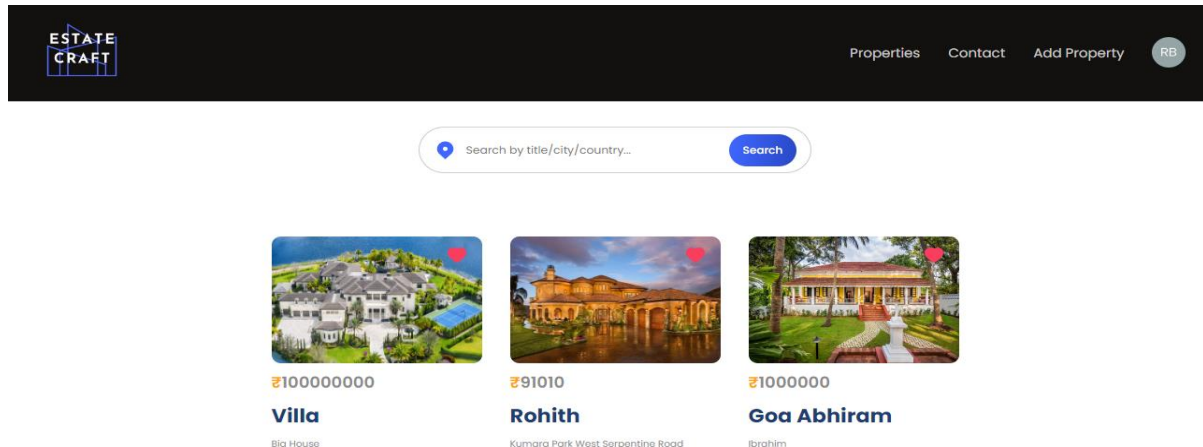 ESTATE
CRAFT
Properties Contact Add Property RB
Search by title/city/country... Search
₹100000000 ₹91010 ₹1000000
Villa Rohith Goa Abhiram
Big House Kumara Park West Serpentine Road Ibrahim